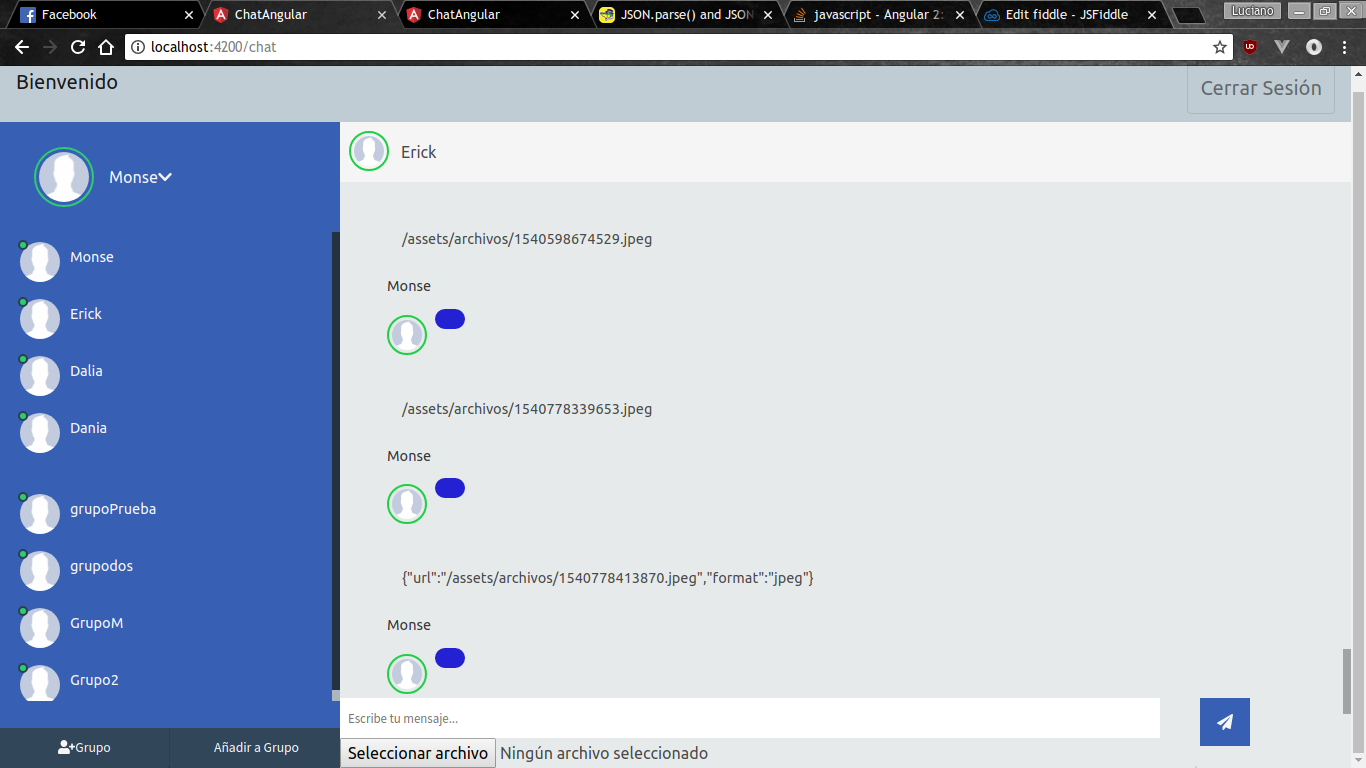 Facebook
ChatAngular
ChatAngular
JSON.parse() and JSON
javascript - Angular 2:
Edit fiddle - JSFiddle
Luciano
localhost:4200/chat
Bienvenido
Cerrar Sesión
Monse
Monse
Erick
Dalia
Dania
grupoPrueba
grupodos
GrupoM
Grupo2
Grupo
Añadir a Grupo
Erick
/assets/archivos/1540598674529.jpeg
Monse
/assets/archivos/1540778339653.jpeg
Monse
{"url":"/assets/archivos/1540778413870.jpeg","format":"jpeg"}
Monse
Escribe tu mensaje...
Seleccionar archivo Ningún archivo seleccionado